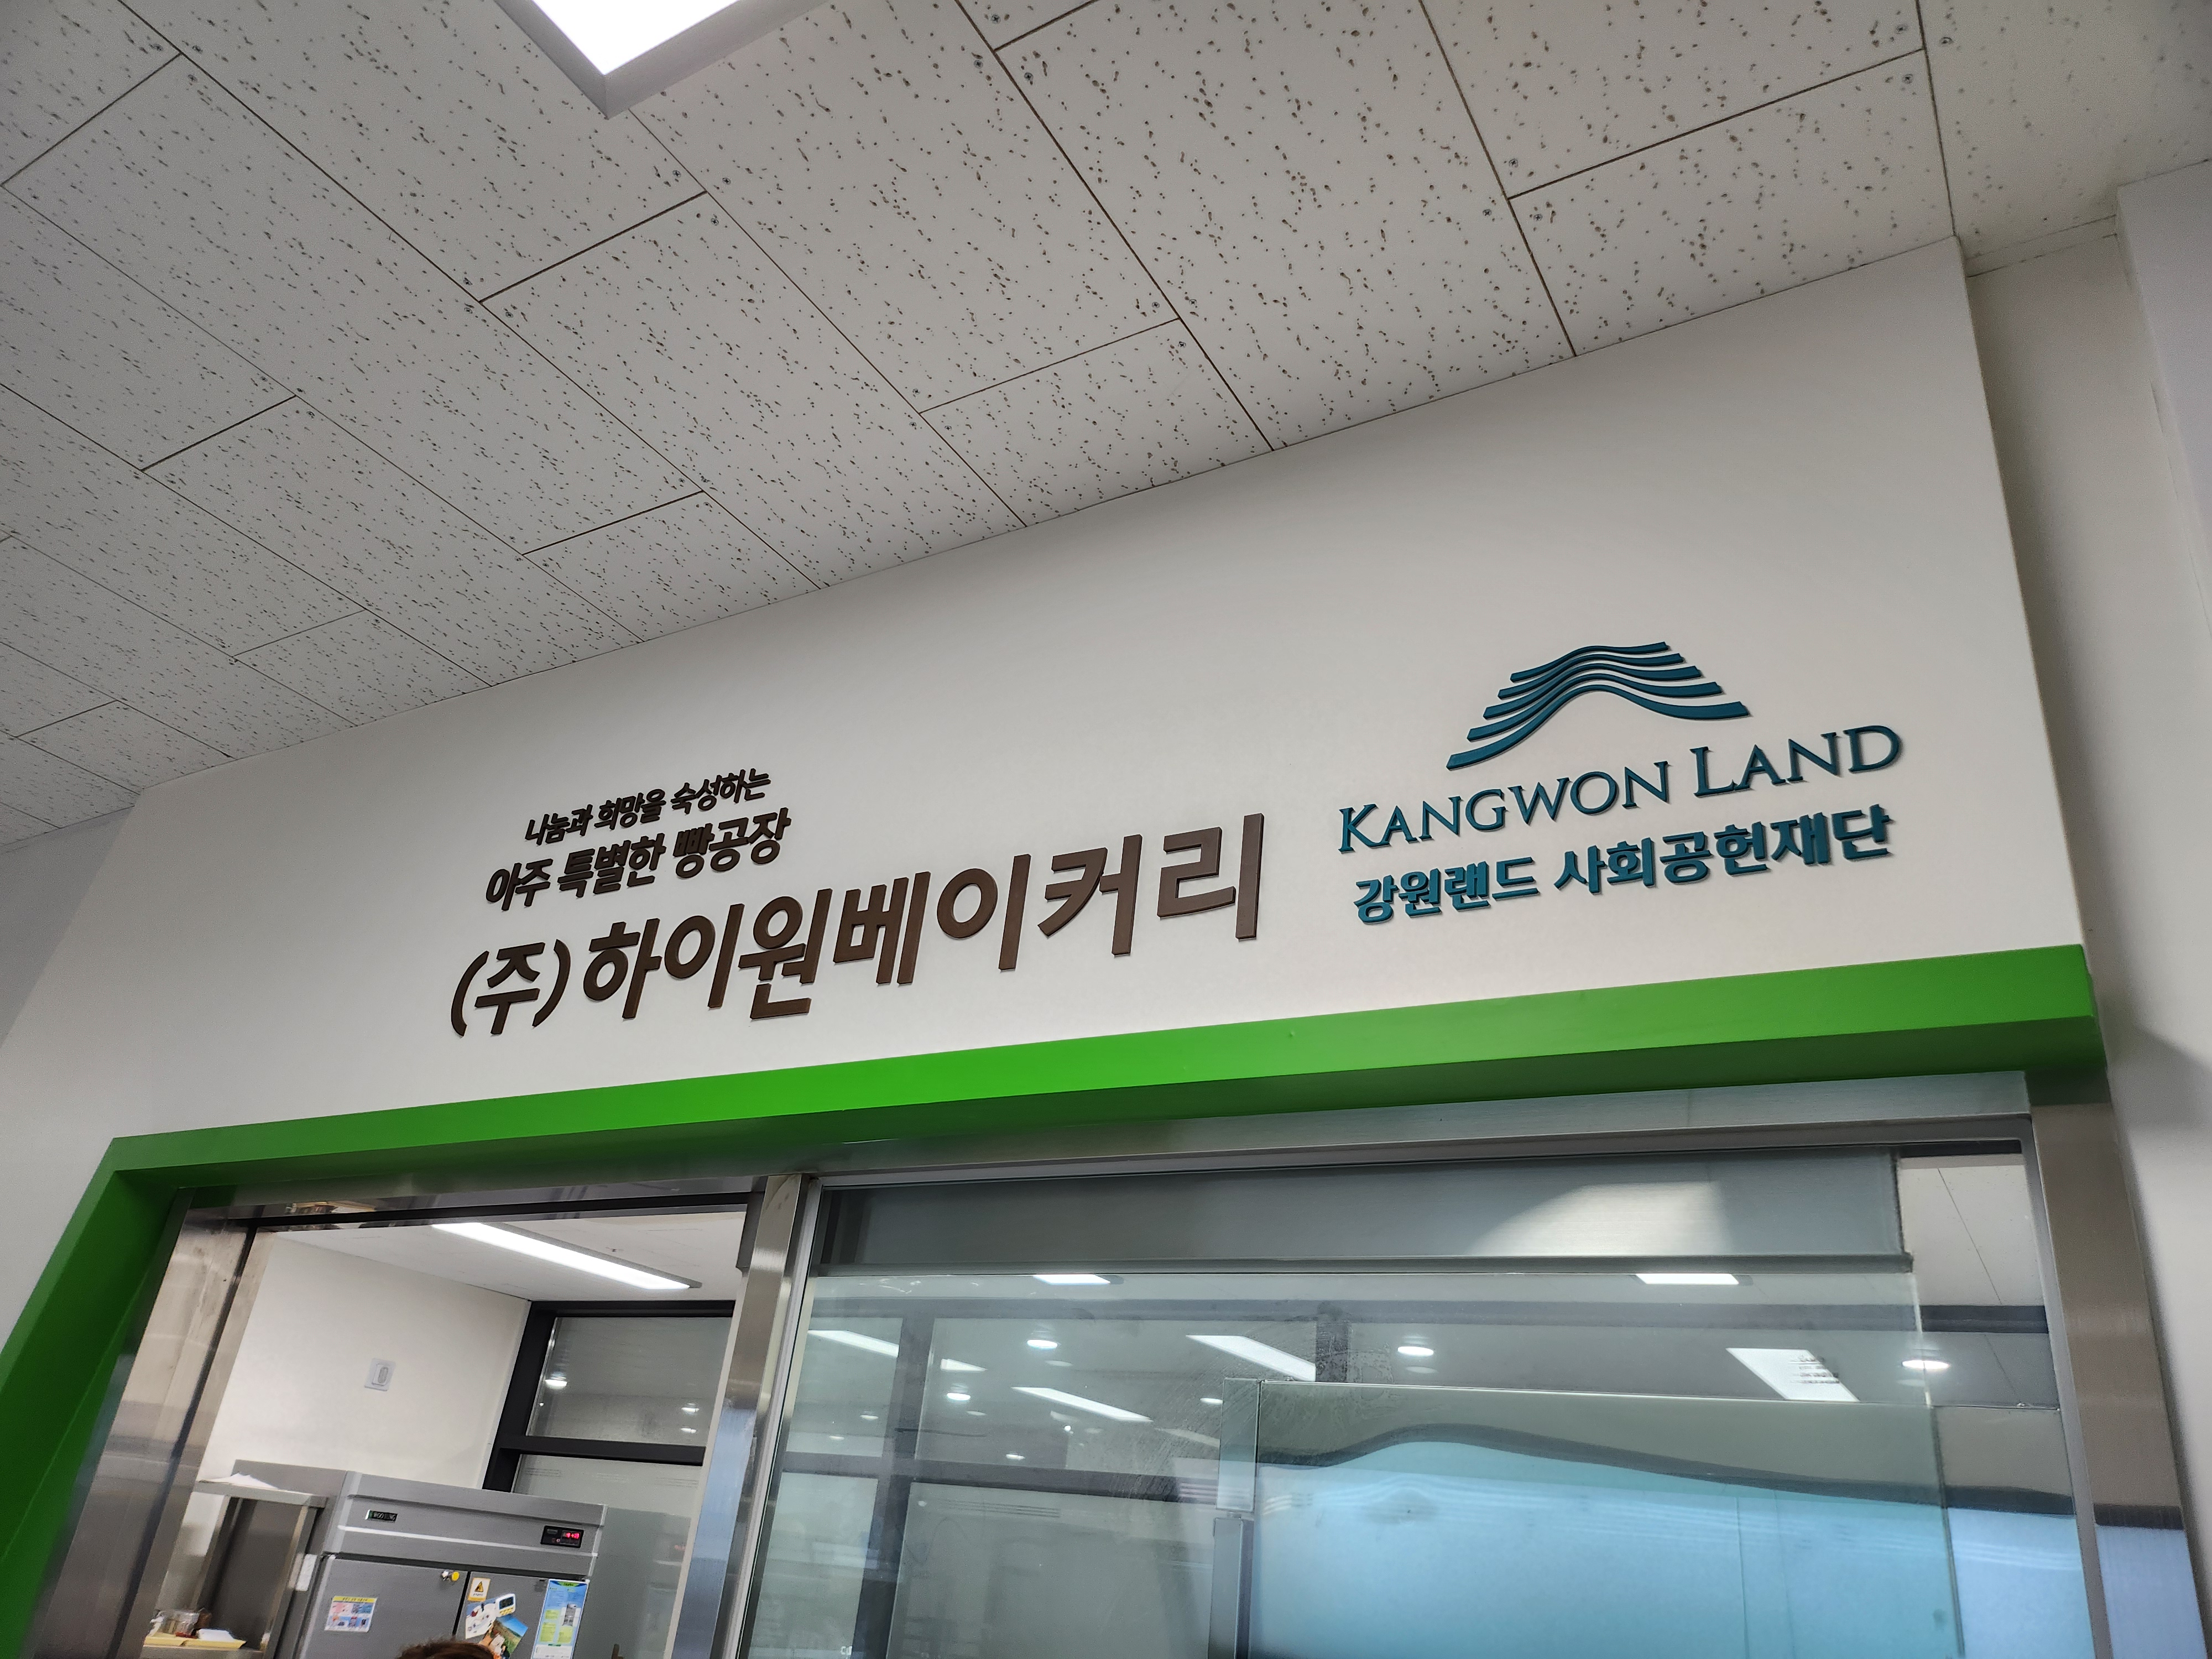 나눔과 희망을 숙성하는
아주 특별한 빵공장
(주)하이원베이커리
KANGWON LAND
강원랜드 사회공헌재단